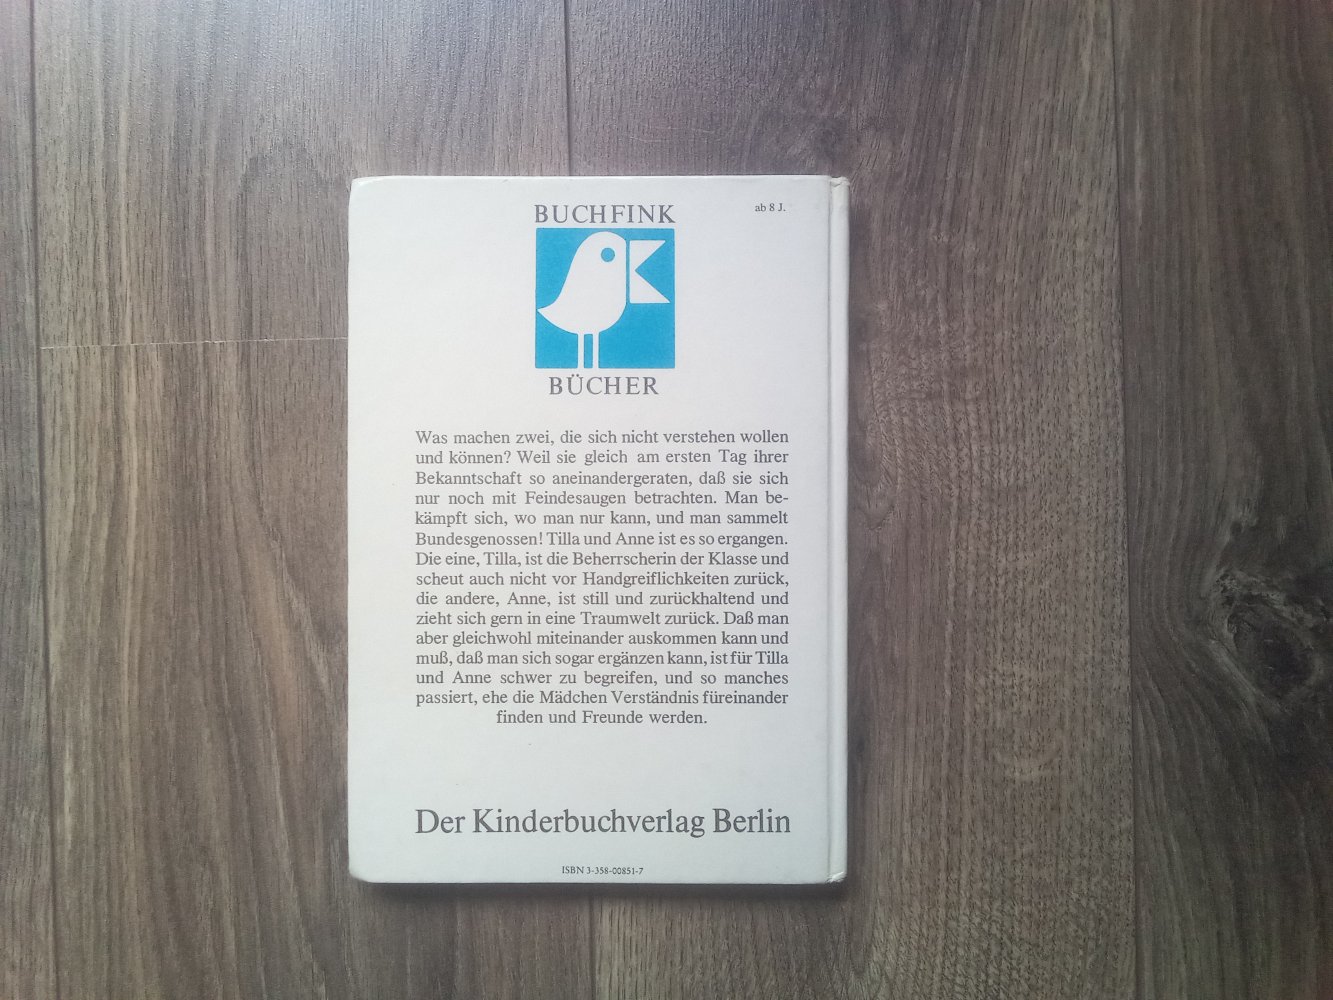 BUCHFINK
ab 8 J.
BÜCHER
Was machen zwei, die sich nicht verstehen wollen
und können? Weil sie gleich am ersten Tag ihrer
Bekanntschaft so aneinandergeraten, daß sie sich
nur noch mit Feindesaugen betrachten. Man be-
kämpft sich, wo man nur kann, und man sammelt
Bundesgenossen! Tilla und Anne ist es so ergangen.
Die eine, Tilla, ist die Beherrscherin der Klasse und
scheut auch nicht vor Handgreiflichkeiten zurück,
die andere, Anne, ist still und zurückhaltend und
zieht sich gern in eine Traumwelt zurück. Daß man
aber gleichwohl miteinander auskommen kann und
muß, daß man sich sogar ergänzen kann, ist für Tilla
und Anne schwer zu begreifen, und so manches
passiert, ehe die Mädchen Verständnis füreinander
finden und Freunde werden.
Der Kinderbuchverlag Berlin
ISBN 3-358-00851-7